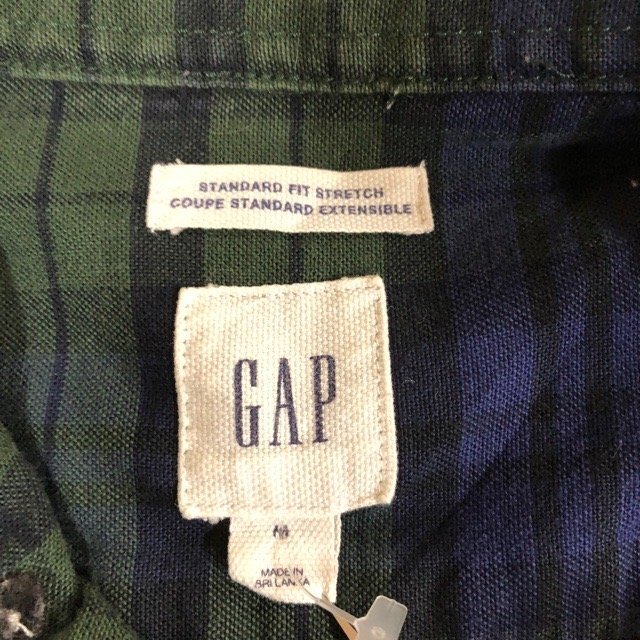 STANDARD FIT STRETCH
COUPE STANDARD EXTENSIBLE
GAP
M
MADE IN
SRI LANKA